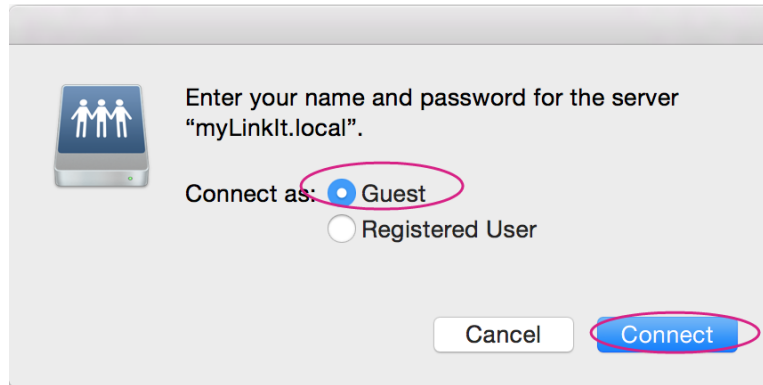 Enter your name and password for the server
“myLinkIt.local”.
Connect as: Guest
Registered User
Cancel Connect